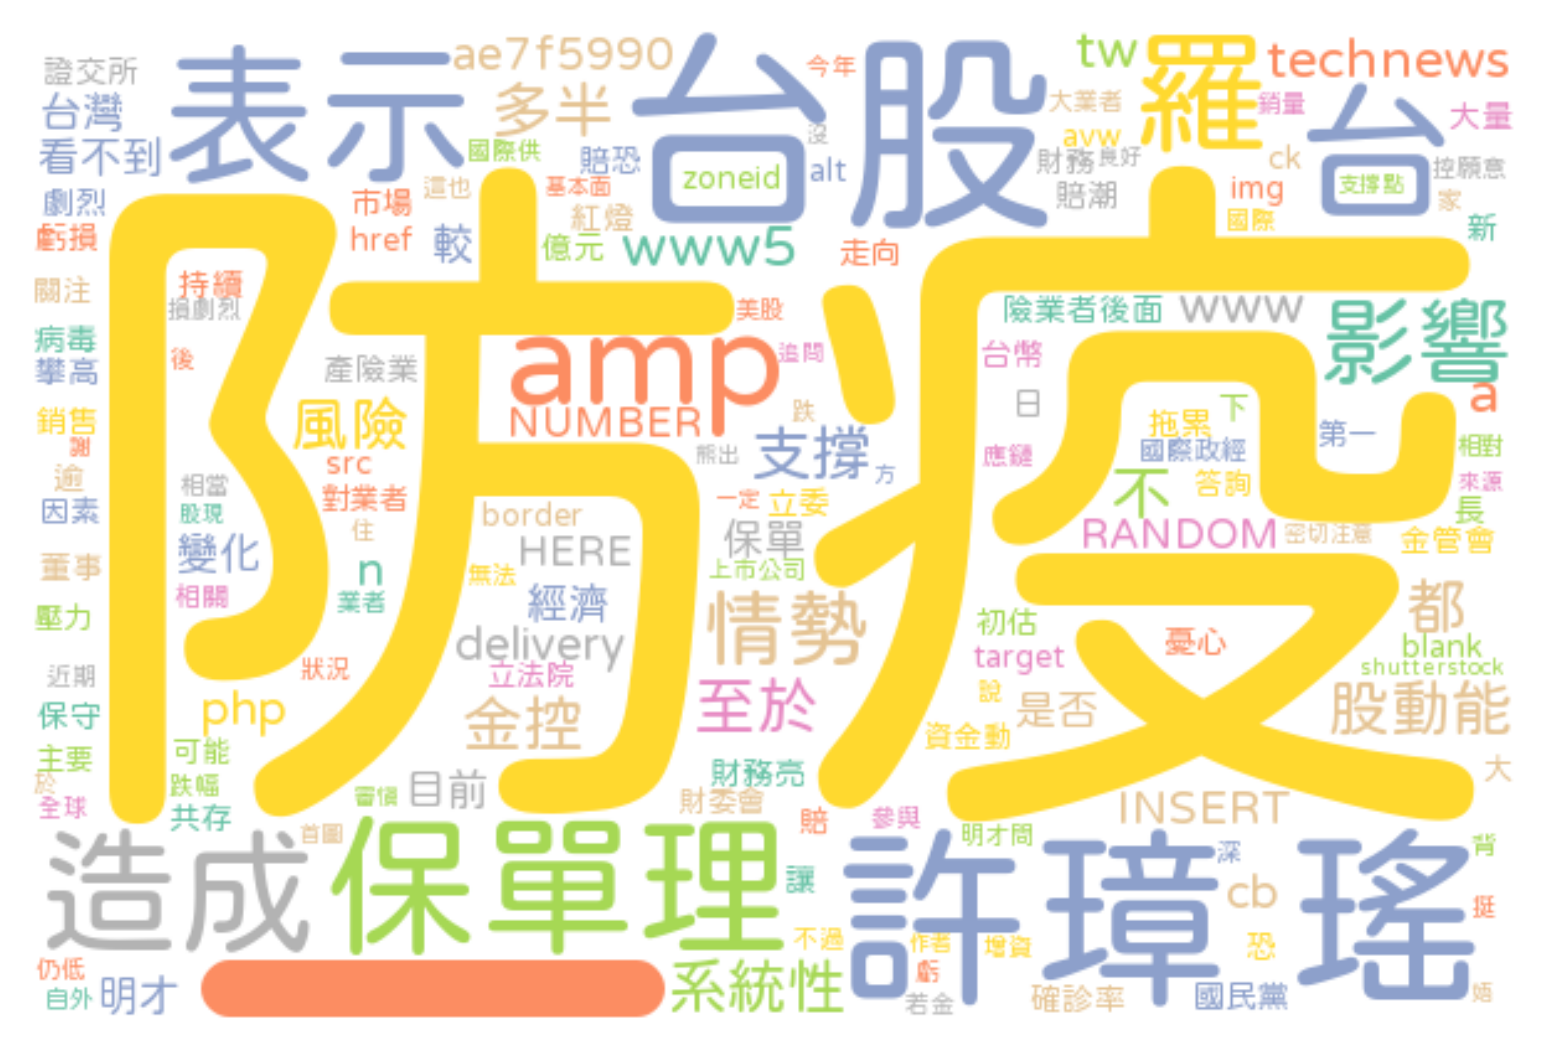 證交所
表示
ae7f5990
台股
今年
tw
羅
technews
台灣
多半
大業者
銷量
台
大量
看不到
國際供
賠恐
沒
alt
avw
財務
良好
ck
控願意
劇烈
這也
基本面
zoneid
賠潮
img
支撐點
家
虧損
市場
紅燈
國際
新
href
較
億元
www5
走向
防疫
關注
持續
損劇烈
美股
險業者後面
www
影響
病毒
後
amp
追問
台幣
攀高
產險業
a
銷售
風險
NUMBER
跌
日
拖累
下
第一
謝
支撐
熊出
國際政經
相對
逾
src
方
應鏈
不
答詢
來源
相當
對業者
一定
立委
長
因素
股現
border
保單
RANDOM
密切注意
金管會
住
HERE
變化
n
無法
上市公司
董事
相關
業者
經濟
情勢
都
壓力
初估
delivery
憂心
blank
target
shutterstock
近期
狀況
立法院
至於
說
保守
php
金控
是否
股動能
資金動
主要
可能
於
跌幅
目前
財務亮
大
全球
共存
審慎
財委會
賠
參與
INSERT
首圖
明才問
造成
保單理
讓
許璋瑤
深
背
cb
挺
不過
作者
增資
恐
仍低
虧
自外
明才
系統性
若金
確診率
國民黨